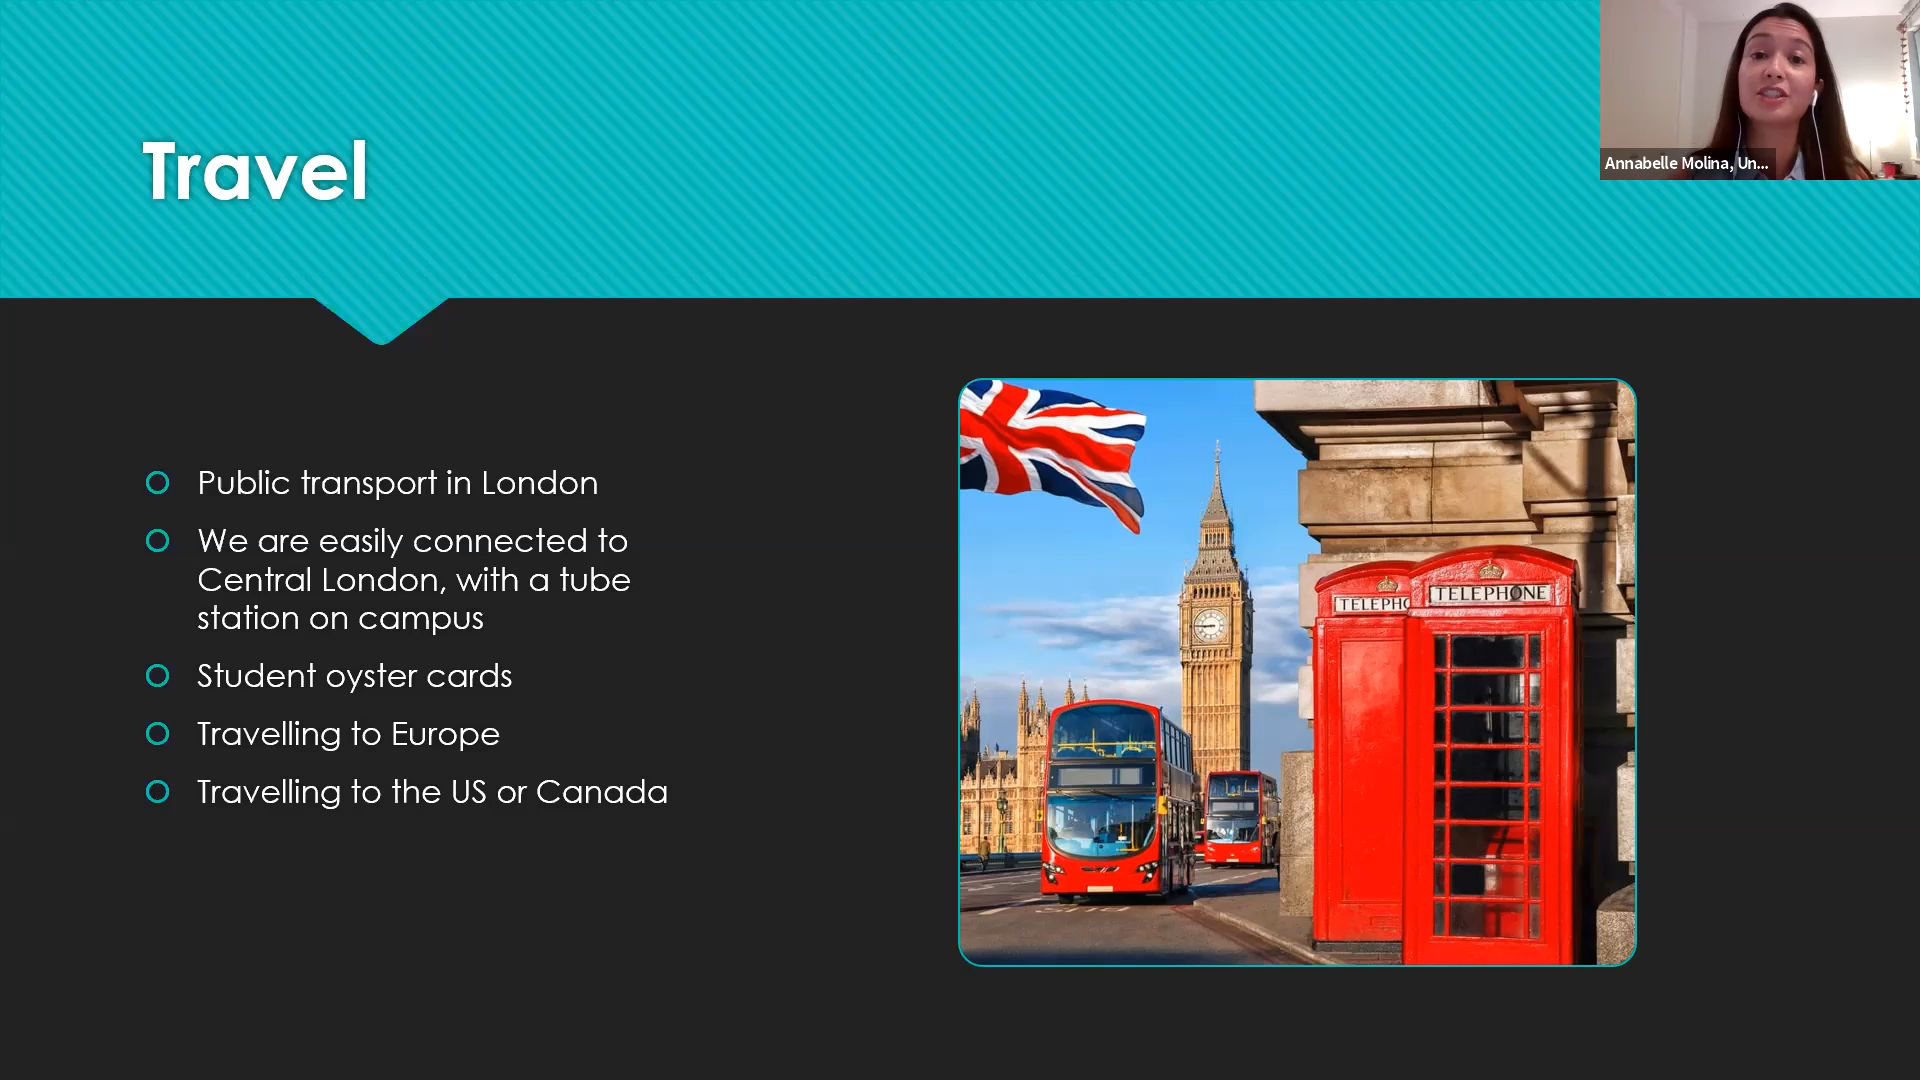 Travel
Annabelle Molina, Un...
Public transport in London
We are easily connected to
Central London, with a tube
station on campus
Student oyster cards
Travelling to Europe
Travelling to the US or Canada
TELEPHO
TELEPHONE